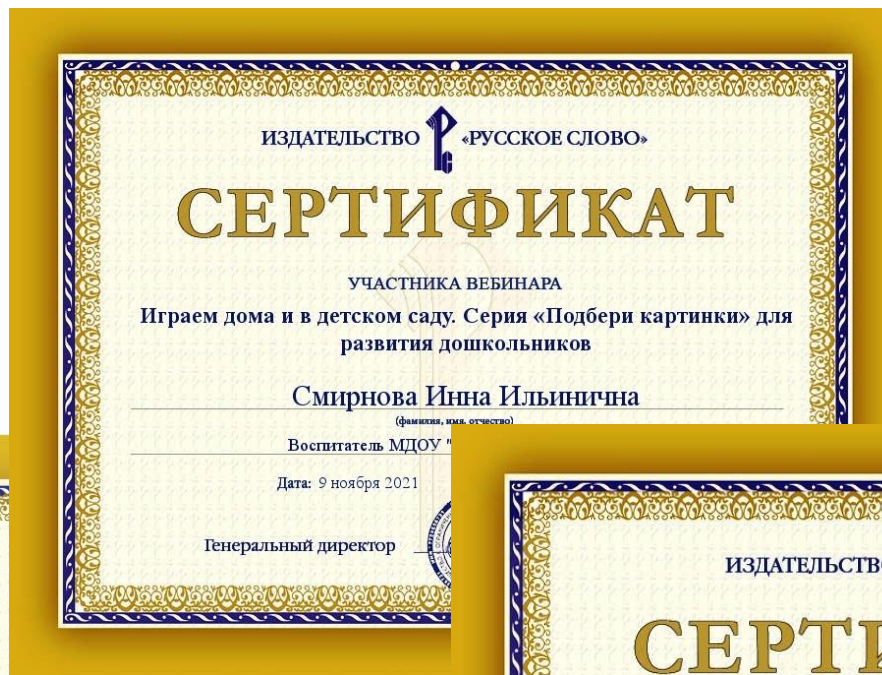 ИЗДАТЕЛЬСТВО «РУССКОЕ СЛОВО»
СЕРТИФИКАТ
УЧАСТНИКА ВЕБИНАРА
Играем дома и в детском саду. Серия «Подбери картинки» для
развития дошкольников
Смирнова Инна Ильинична
(фамилия, имя, отчество)
Воспитатель МДОУ "
Дата: 9 ноября 2021
Генеральный директор
ИЗДАТЕЛЬСТВО
СЕРТИ